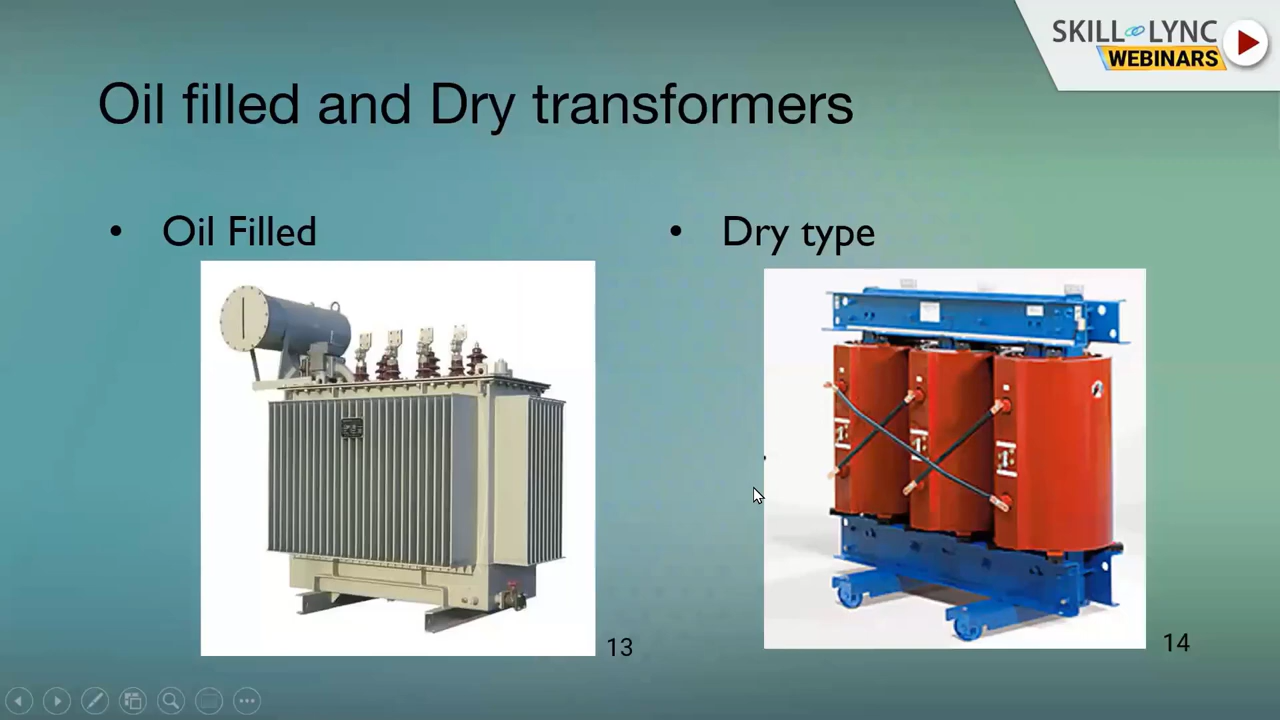 SKILL LYNC
WEBINARS
Oil filled and Dry transformers
• Oil Filled
• Dry type
13
14